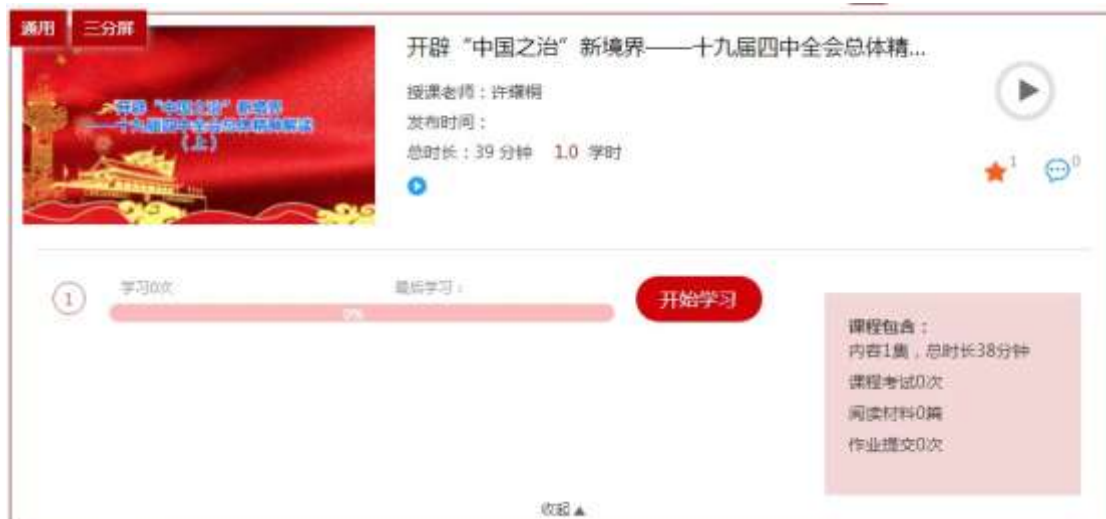 通用 三分屏
开辟“中国之治”新境界
——十九届四中全会总体精神解读
（上）
开辟“中国之治”新境界——十九届四中全会总体精...
授课老师：许耀桐
发布时间：
总时长：39 分钟 1.0 学时
1 0
1
学习0次 最后学习：
0%
开始学习
课程包含：
内容1集，总时长38分钟
课程考试0次
阅读材料0篇
作业提交0次
收起▲